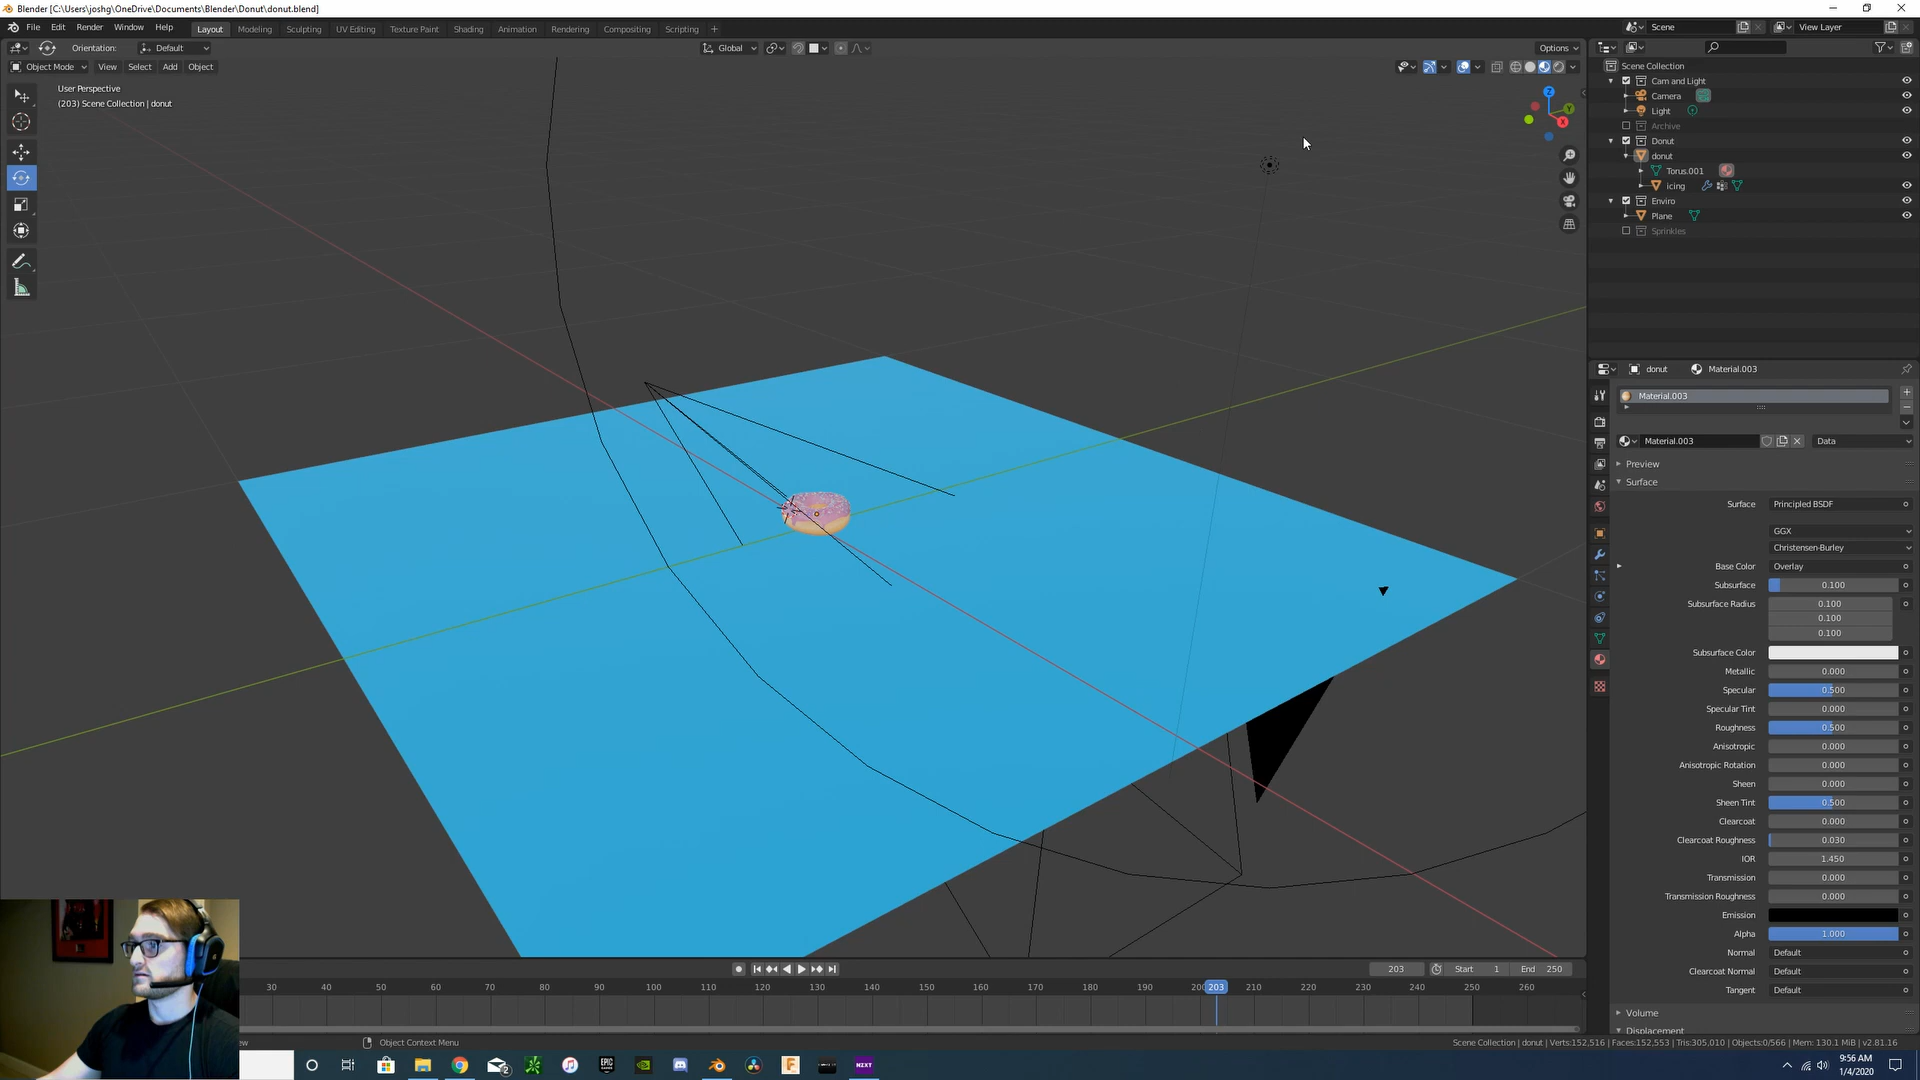 Blender [C:\Users\joshg\OneDrive\Documents\Blender\Donut\donut.blend]
File Edit Render Window Help Layout Modeling Sculpting UV Editing Texture Paint Shading Animation Rendering Compositing Scripting + Scene View Layer
Orientation: Default Global Options
Object Mode View Select Add Object
User Perspective
(203) Scene Collection | donut
Z
Y
X
Scene Collection
Cam and Light
Camera
Light
Archive
Donut
donut
Torus.001
icing
Enviro
Plane
Sprinkles
donut Material.003
Material.003
Material.003 Data
Preview
Surface
Surface Principled BSDF
GGX
Christensen-Burley
Base Color Overlay
Subsurface 0.100
Subsurface Radius 0.100
0.100
0.100
Subsurface Color
Metallic 0.000
Specular 0.500
Specular Tint 0.000
Roughness 0.500
Anisotropic 0.000
Anisotropic Rotation 0.000
Sheen 0.000
Sheen Tint 0.500
Clearcoat 0.000
Clearcoat Roughness 0.030
IOR 1.450
Transmission 0.000
Transmission Roughness 0.000
Emission
Alpha 1.000
Normal Default
Clearcoat Normal Default
Tangent Default
Volume
Displacement
203 Start 1 End 250
30 40 50 60 70 80 90 100 110 120 130 140 150 160 170 180 190 203 210 220 230 240 250 260
Object Context Menu
Scene Collection | donut | Verts:152,516 | Faces:152,553 | Tris:305,010 | Objects:0/566 | Mem: 130.1 MiB | v2.81.16
EPIC
NZXT
2
9:56 AM
1/4/2020